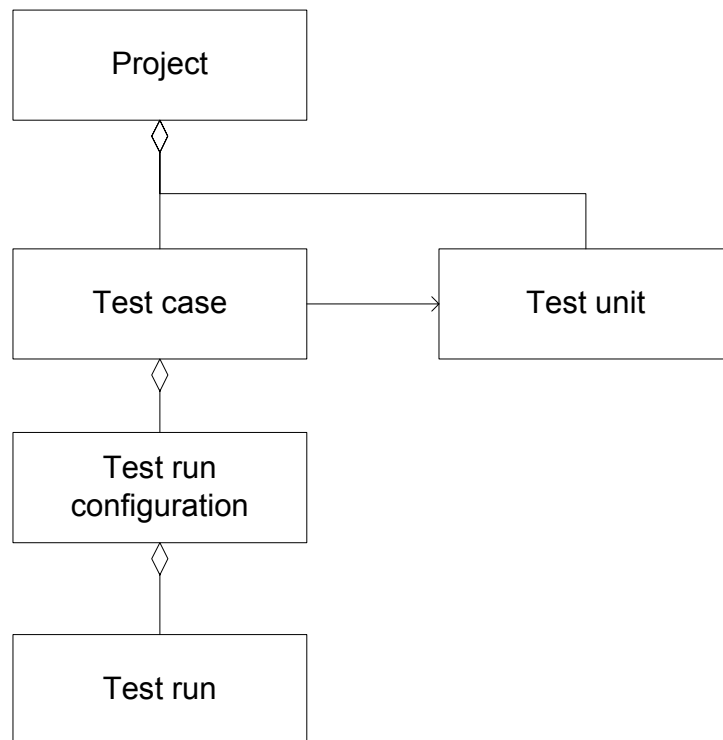 Project
Test case
Test unit
Test run
configuration
Test run